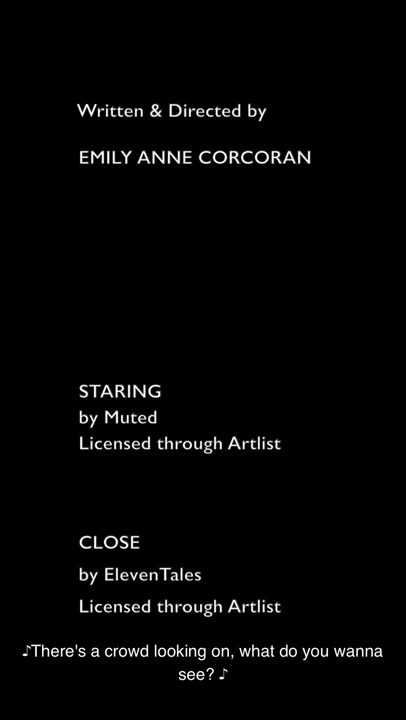 Written & Directed by
EMILY ANNE CORCORAN
STARING
by Muted
Licensed through Artlist
CLOSE
by ElevenTales
Licensed through Artlist
♪There's a crowd looking on, what do you wanna
see? ♪